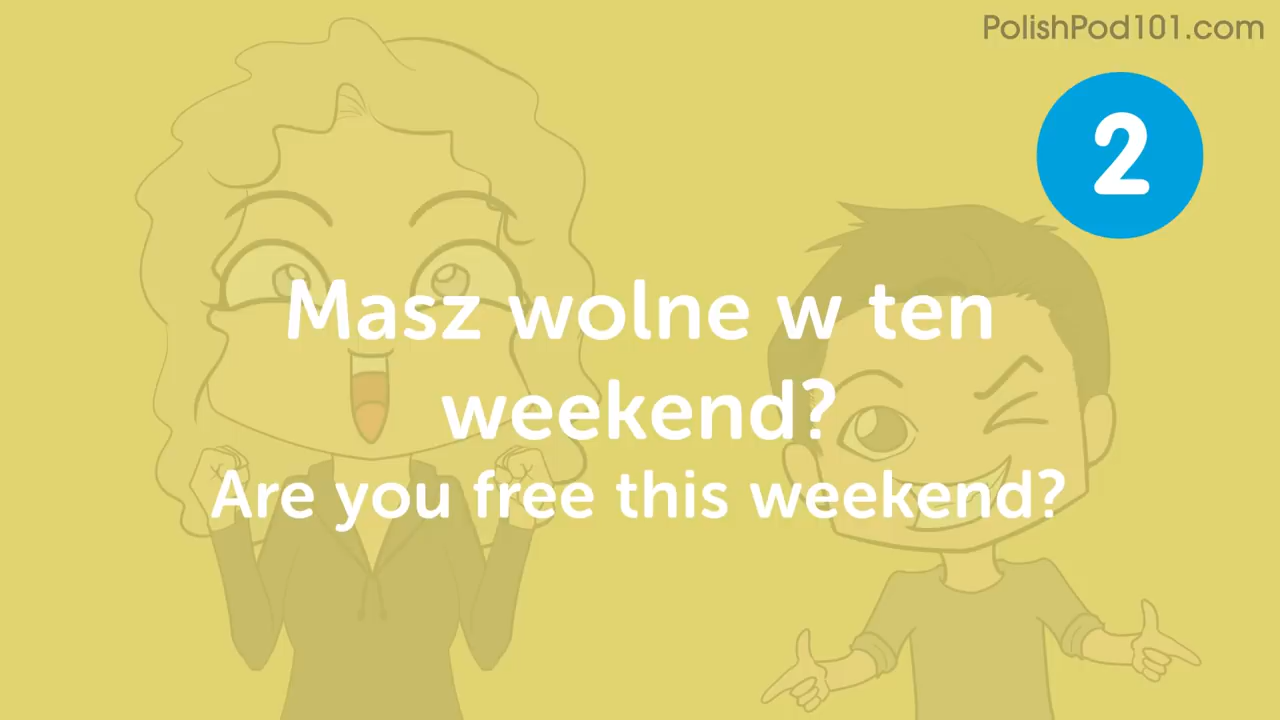 PolishPod101.com
2
Masz wolne w ten
weekend?
Are you free this weekend?